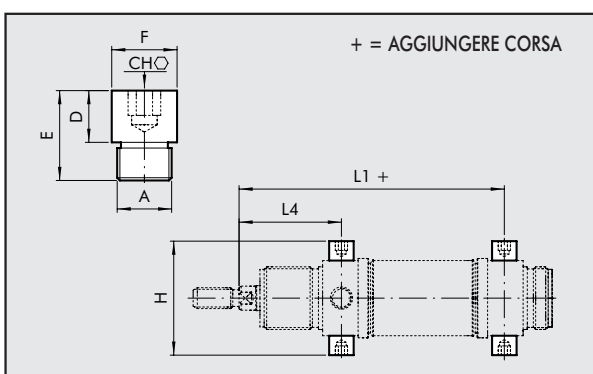 F
+ = AGGIUNGERE CORSA
CH
D
E
A
L1 +
L4
H